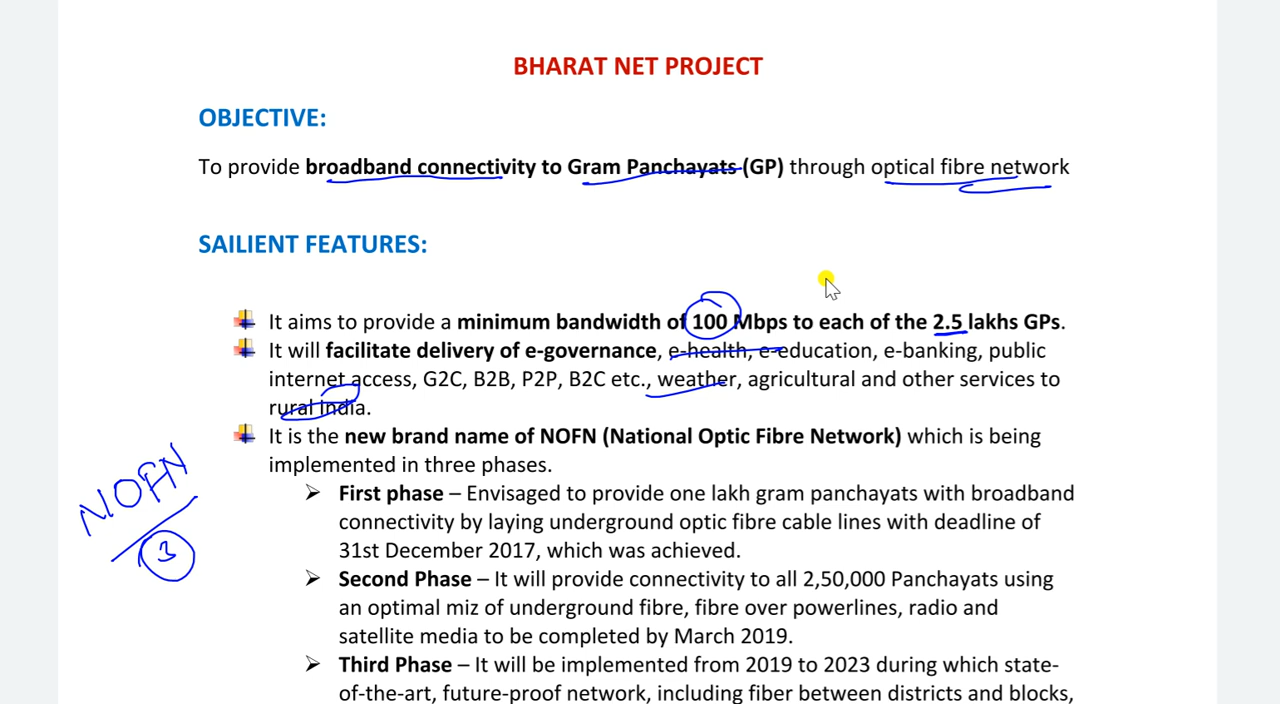 BHARAT NET PROJECT
OBJECTIVE:
To provide broadband connectivity to Gram Panchayats (GP) through optical fibre network
SAILIENT FEATURES:
It aims to provide a minimum bandwidth of 100 Mbps to each of the 2.5 lakhs GPs.
It will facilitate delivery of e-governance, e-health, e-education, e-banking, public
internet access, G2C, B2B, P2P, B2C etc., weather, agricultural and other services to
rural India.
It is the new brand name of NOFN (National Optic Fibre Network) which is being
implemented in three phases.
NOFN
3
First phase – Envisaged to provide one lakh gram panchayats with broadband
connectivity by laying underground optic fibre cable lines with deadline of
31st December 2017, which was achieved.
Second Phase – It will provide connectivity to all 2,50,000 Panchayats using
an optimal miz of underground fibre, fibre over powerlines, radio and
satellite media to be completed by March 2019.
Third Phase – It will be implemented from 2019 to 2023 during which state-
of-the-art, future-proof network, including fiber between districts and blocks,